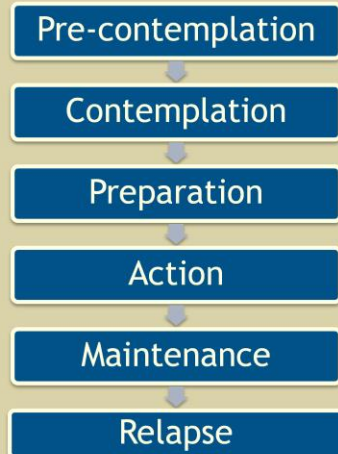 Pre-contemplation
Contemplation
Preparation
Action
Maintenance
Relapse